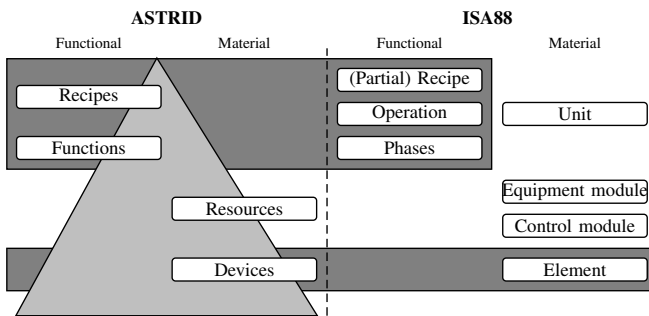 ASTRID ISA88
Functional Material Functional Material
(Partial) Recipe
Recipes
Operation Unit
Functions Phases
Equipment module
Resources
Control module
Devices Element